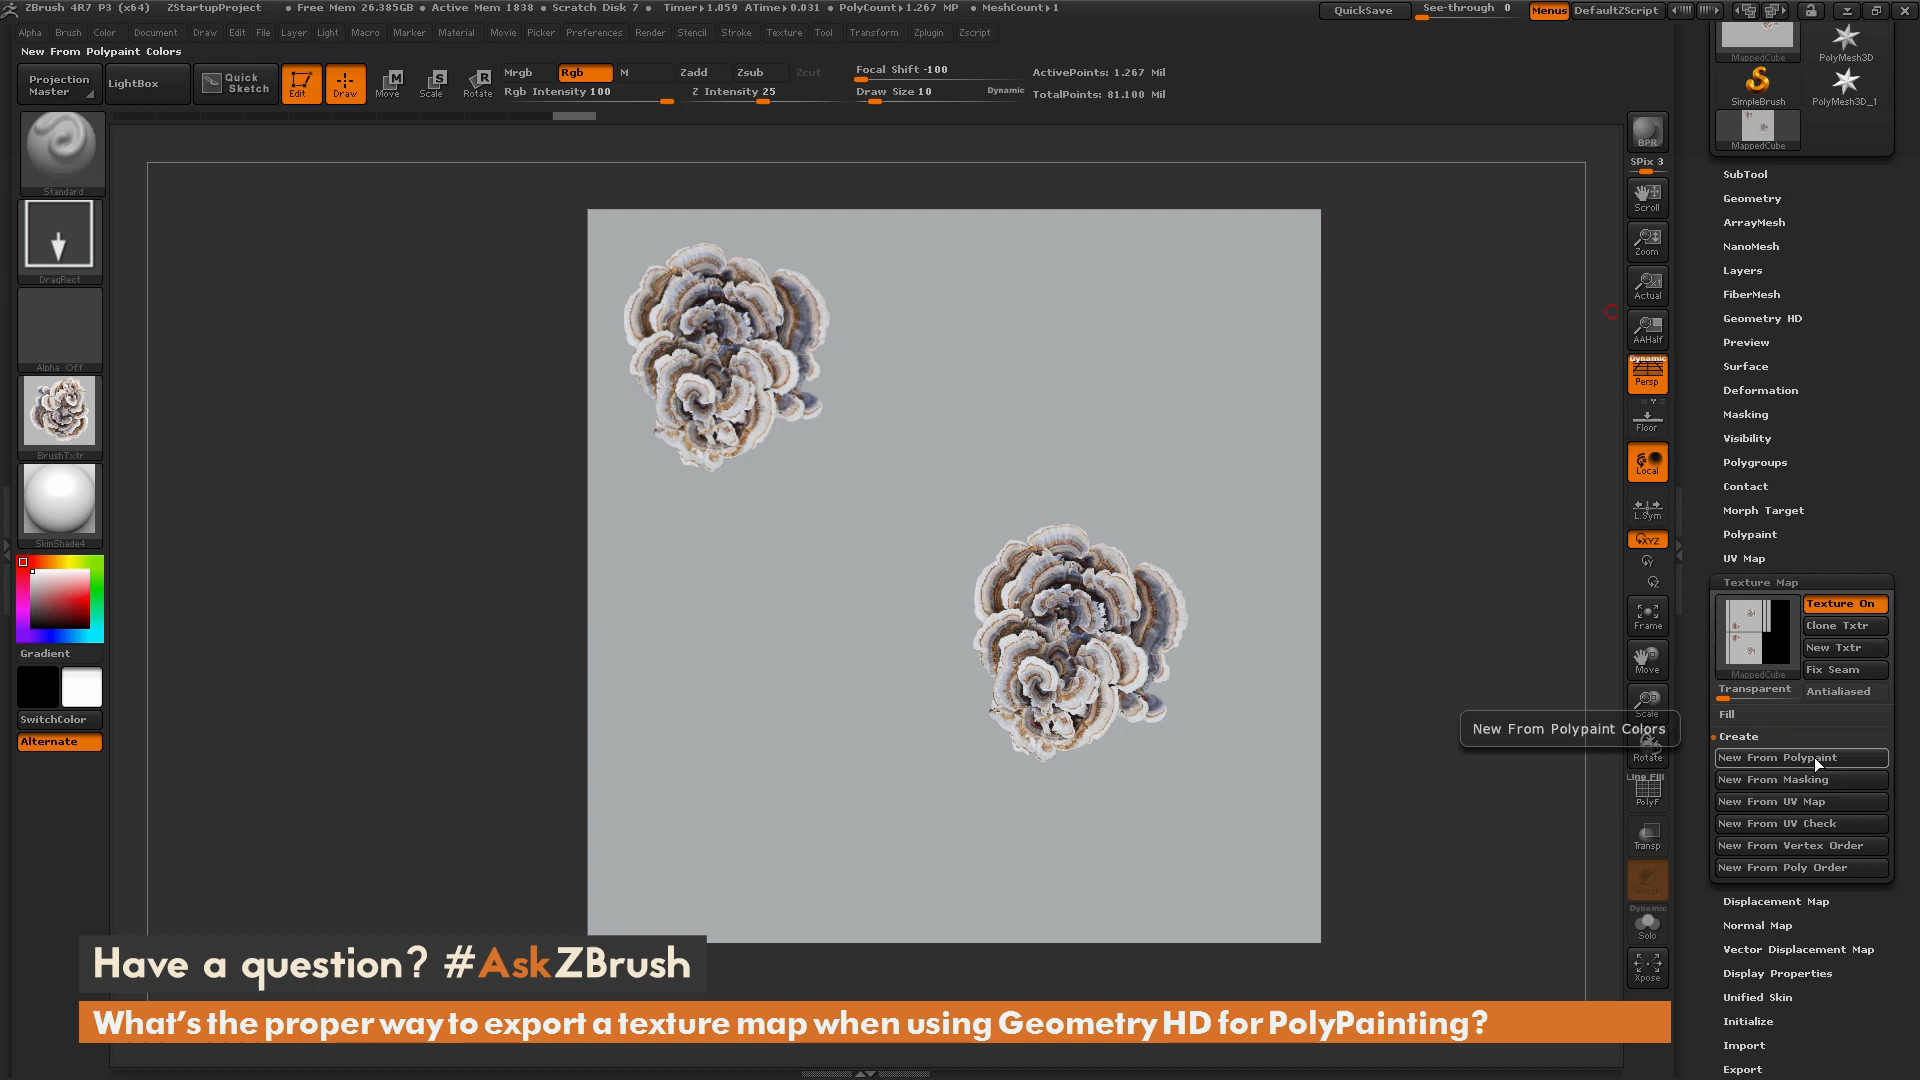 ZBrush 4R7 P3 (x64) ZStartupProject • Free Mem 26.385GB • Active Mem 1838 • Scratch Disk 7 • Timer▸1.059 ATime▸0.031 • PolyCount▸1.267 MP • MeshCount▸1 QuickSave See-through 0 Menus DefaultZScript
Alpha Brush Color Document Draw Edit File Layer Light Macro Marker Material Movie Picker Preferences Render Stencil Stroke Texture Tool Transform Zplugin Zscript
New From Polypaint Colors
Projection Master
LightBox
Quick Sketch
Edit
Draw
Move
Scale
Rotate
Mrgb Rgb M Zadd Zsub Zcut
Rgb Intensity 100 Z Intensity 25
Focal Shift -100
Draw Size 10 Dynamic
ActivePoints: 1.267 Mil
TotalPoints: 81.100 Mil
Standard
DragRect
Alpha Off
BrushTxtr
SkinShade4
Gradient
SwitchColor
Alternate
BPR
SPix 3
Scroll
Zoom
Actual
AAHalf
Dynamic
Persp
Floor
Local
L.Sym
XYZ
Y
Z
Frame
Move
Scale
Rotate
Line Fill
PolyF
Transp
Ghost
Dynamic
Solo
Xpose
New From Polypaint Colors
MappedCube PolyMesh3D
SimpleBrush PolyMesh3D_1
MappedCube
SubTool
Geometry
ArrayMesh
NanoMesh
Layers
FiberMesh
Geometry HD
Preview
Surface
Deformation
Masking
Visibility
Polygroups
Contact
Morph Target
Polypaint
UV Map
Texture Map
Texture On
Clone Txtr
New Txtr
MappedCube Fix Seam
Transparent Antialiased
Fill
Create
New From Polypaint
New From Masking
New From UV Map
New From UV Check
New From Vertex Order
New From Poly Order
Displacement Map
Normal Map
Vector Displacement Map
Display Properties
Unified Skin
Initialize
Import
Export
Have a question? #AskZBrush
What's the proper way to export a texture map when using Geometry HD for PolyPainting?